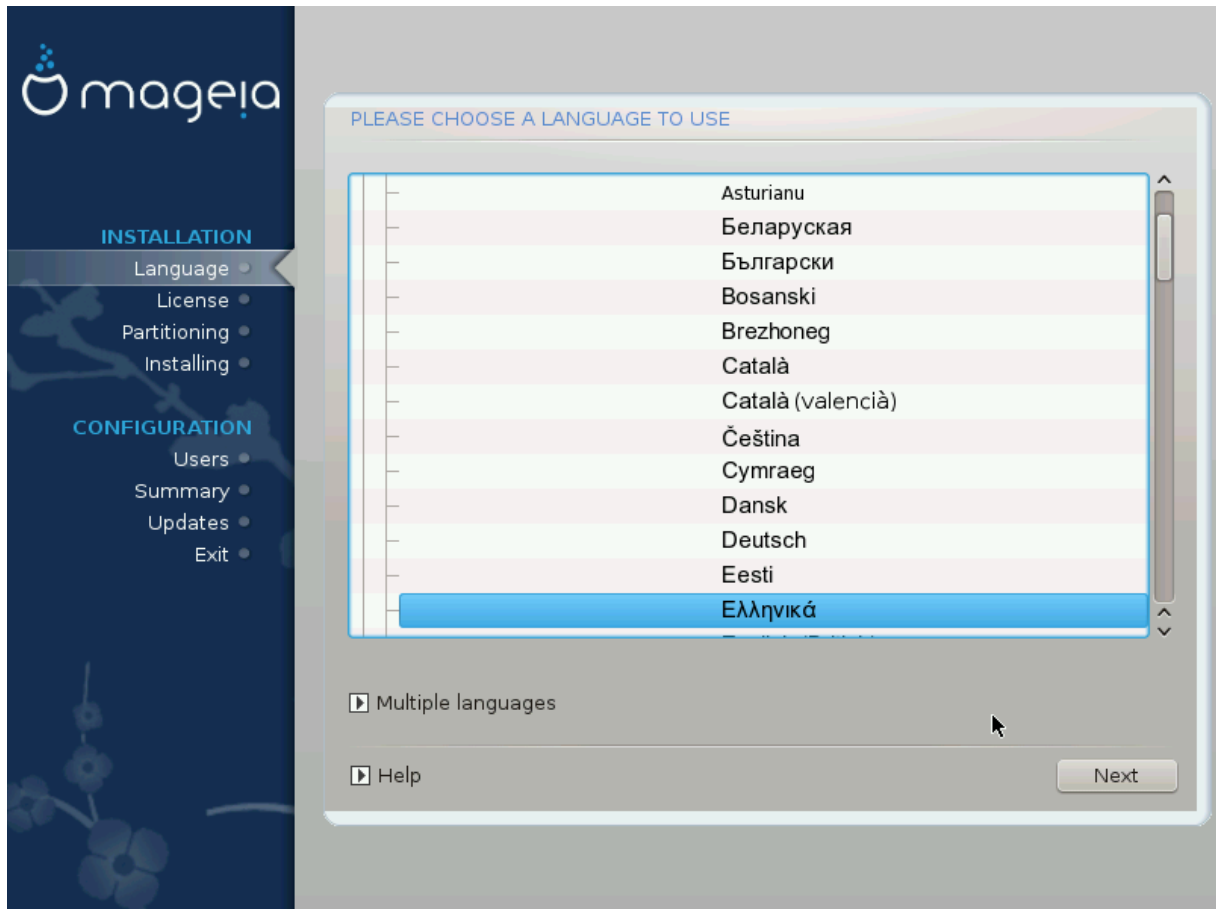 mageia
INSTALLATION
Language
License
Partitioning
Installing
CONFIGURATION
Users
Summary
Updates
Exit
PLEASE CHOOSE A LANGUAGE TO USE
Asturianu
Беларуская
Български
Bosanski
Brezhoneg
Català
Català (valencià)
Čeština
Cymraeg
Dansk
Deutsch
Eesti
Ελληνικά
Multiple languages
Help
Next